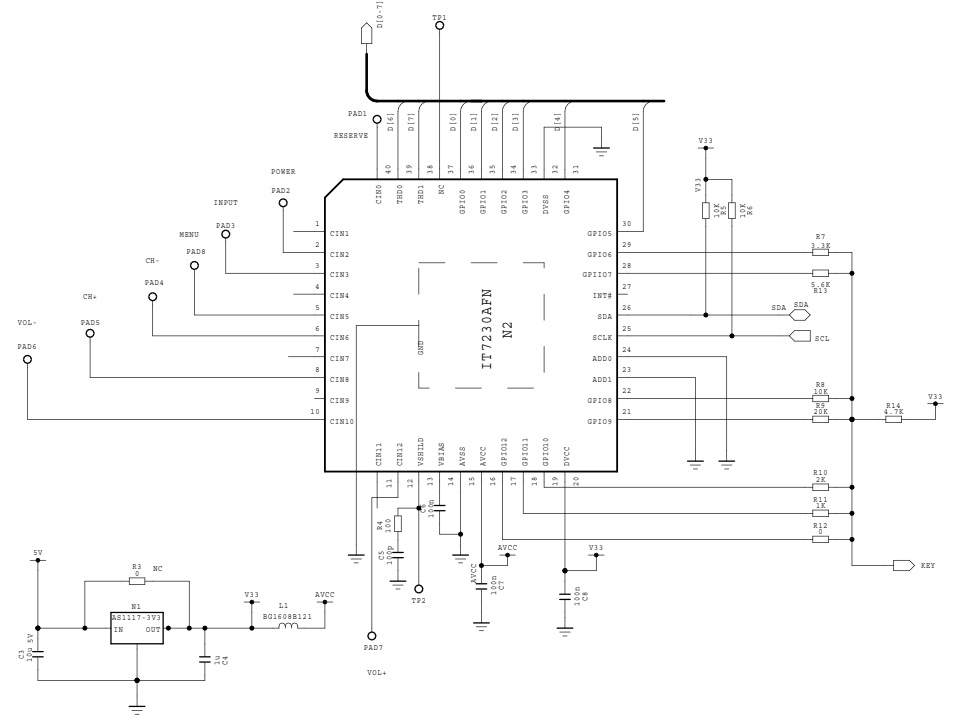 D[0-7]
TP1
PAD1
RESERVE
D[6]
D[7]
D[0]
D[1]
D[2]
D[3]
D[4]
D[5]
40
39
38
37
36
35
34
33
32
31
CIN0
THD0
THD1
NC
GPIO0
GPIO1
GPIO2
GPIO3
DVSS
GPIO4
POWER
PAD2
INPUT
PAD3
MENU
PAD8
CH-
PAD4
CH+
PAD5
VOL-
PAD6
1 CIN1
2 CIN2
3 CIN3
4 CIN4
5 CIN5
6 CIN6
7 CIN7
8 CIN8
9 CIN9
10 CIN10
GND
IT7230AFN
N2
GPIO5 30
GPIO6 29
GPIIO7 28
INT# 27
SDA 26
SCLK 25
ADD0 24
ADD1 23
GPIO8 22
GPIO9 21
V33
V33
10K
R5
10K
R6
R7
3.3K
5.6K
R13
SDA SDA
SCL
R8
10K
R9
20K
R14
4.7K
V33
R10
2K
R11
1K
R12
0
KEY
CIN11
CIN12
VSHILD
VBIAS
AVSS
AVCC
GPIO12
GPIO11
GPIO10
DVCC
11
12
13
14
15
16
17
18
19
20
R4
100
C5
100p
C6
100n
TP2
AVCC
AVCC
100n
C7
V33
100n
C8
PAD7
VOL+
5V
R3
0
NC
N1
AS1117-3V3
IN OUT
C3
10u 5V
1u
C4
V33
L1
BG1608B121
AVCC